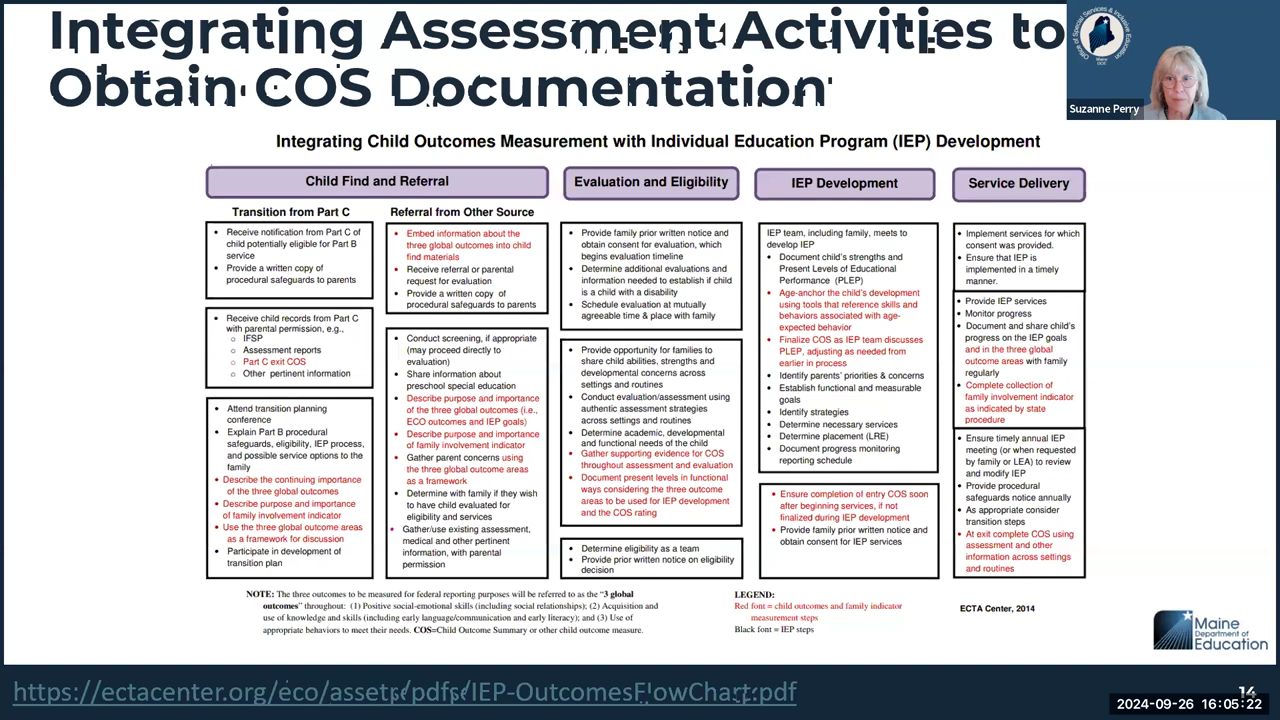 Integrating Assessment Activities to
Obtain COS Documentation
Office of Special Services & Inclusive Education
Maine DOE
Suzanne Perry
Integrating Child Outcomes Measurement with Individual Education Program (IEP) Development
Child Find and Referral
Transition from Part C
• Receive notification from Part C of
child potentially eligible for Part B
service
• Provide a written copy of
procedural safeguards to parents
• Receive child records from Part C
with parental permission, e.g.,
o IFSP
o Assessment reports
o Part C exit COS
o Other pertinent information
• Attend transition planning
conference
• Explain Part B procedural
safeguards, eligibility, IEP process,
and possible service options to the
family
• Describe the continuing importance
of the three global outcomes
• Describe purpose and importance
of family involvement indicator
• Use the three global outcome areas
as a framework for discussion
• Participate in development of
transition plan
Referral from Other Source
• Embed information about the
three global outcomes into child
find materials
• Receive referral or parental
request for evaluation
• Provide a written copy of
procedural safeguards to parents
• Conduct screening, if appropriate
(may proceed directly to
evaluation)
• Share information about
preschool special education
• Describe purpose and importance
of the three global outcomes (i.e.,
ECO outcomes and IEP goals)
• Describe purpose and importance
of family involvement indicator
• Gather parent concerns using
the three global outcome areas
as a framework
• Determine with family if they wish
to have child evaluated for
eligibility and services
• Gather/use existing assessment,
medical and other pertinent
information, with parental
permission
Evaluation and Eligibility
• Provide family prior written notice and
obtain consent for evaluation, which
begins evaluation timeline
• Determine additional evaluations and
information needed to establish if child
is a child with a disability
• Schedule evaluation at mutually
agreeable time & place with family
• Provide opportunity for families to
share child abilities, strengths and
developmental concerns across
settings and routines
• Conduct evaluation/assessment using
authentic assessment strategies
across settings and routines
• Determine academic, developmental
and functional needs of the child
• Gather supporting evidence for COS
throughout assessment and evaluation
• Document present levels in functional
ways considering the three outcome
areas to be used for IEP development
and the COS rating
• Determine eligibility as a team
• Provide prior written notice on eligibility
decision
IEP Development
IEP team, including family, meets to
develop IEP
• Document child's strengths and
Present Levels of Educational
Performance (PLEP)
• Age-anchor the child's development
using tools that reference skills and
behaviors associated with age-
expected behavior
• Finalize COS as IEP team discusses
PLEP, adjusting as needed from
earlier in process
• Identify parents' priorities & concerns
• Establish functional and measurable
goals
• Identify strategies
• Determine necessary services
• Determine placement (LRE)
• Document progress monitoring
reporting schedule
• Ensure completion of entry COS soon
after beginning services, if not
finalized during IEP development
• Provide family prior written notice and
obtain consent for IEP services
Service Delivery
• Implement services for which
consent was provided.
• Ensure that IEP is
implemented in a timely
manner.
• Provide IEP services
• Monitor progress
• Document and share child's
progress on the IEP goals
and in the three global
outcome areas with family
regularly
• Complete collection of
family involvement indicator
as indicated by state
procedure
• Ensure timely annual IEP
meeting (or when requested
by family or LEA) to review
and modify IEP
• Provide procedural
safeguards notice annually
• As appropriate consider
transition steps
• At exit complete COS using
assessment and other
information across settings
and routines
NOTE: The three outcomes to be measured for federal reporting purposes will be referred to as the "3 global
outcomes" throughout: (1) Positive social-emotional skills (including social relationships); (2) Acquisition and
use of knowledge and skills (including early language/communication and early literacy); and (3) Use of
appropriate behaviors to meet their needs. COS=Child Outcome Summary or other child outcome measure.
LEGEND:
Red font = child outcomes and family indicator
measurement steps
Black font = IEP steps
ECTA Center, 2014
Maine
Department of
Education
https://ectacenter.org/eco/assets/pdfs/IEP-OutcomesFlowChart.pdf
14
2024-09-26 16:05:22